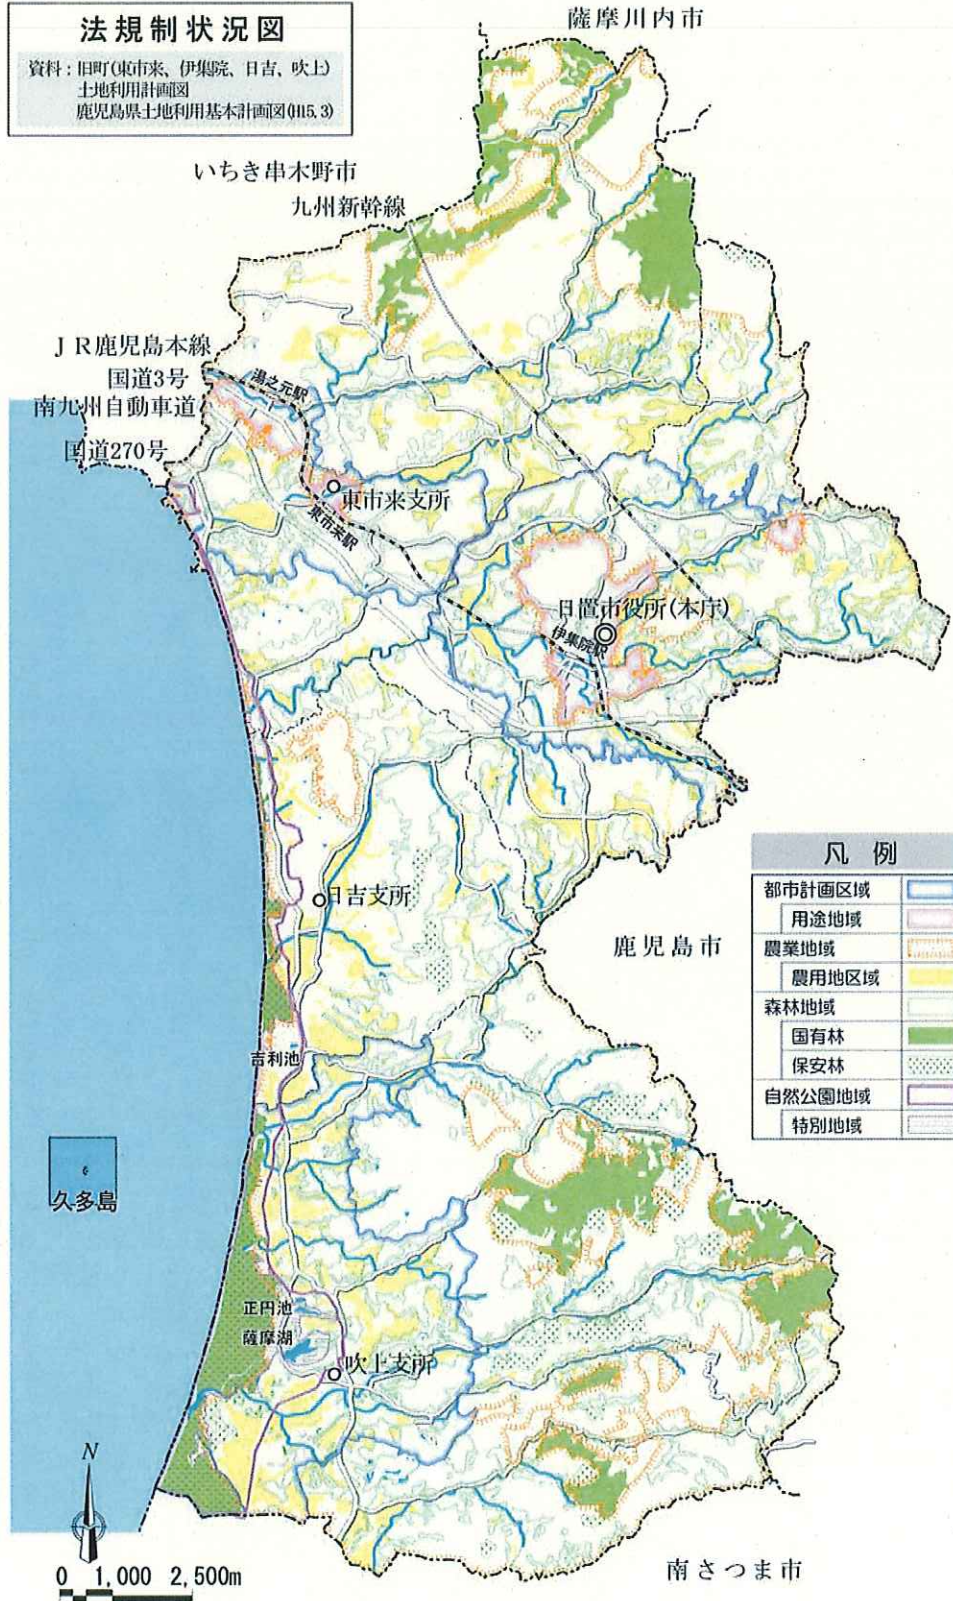 法規制状況図
資料：旧町(東市来、伊集院、日吉、吹上)
土地利用計画図
鹿児島県土地利用基本計画図(H15.3)
薩摩川内市
いちき串木野市
九州新幹線
ＪＲ鹿児島本線
国道3号
南九州自動車道
国道270号
湯之元駅
東市来支所
東市来駅
日置市役所(本庁)
伊集院駅
日吉支所
鹿児島市
凡 例
都市計画区域
用途地域
農業地域
農用地区域
森林地域
国有林
保安林
自然公園地域
特別地域
吉利池
久多島
正円池
薩摩湖
吹上支所
N
0 1,000 2,500m
南さつま市